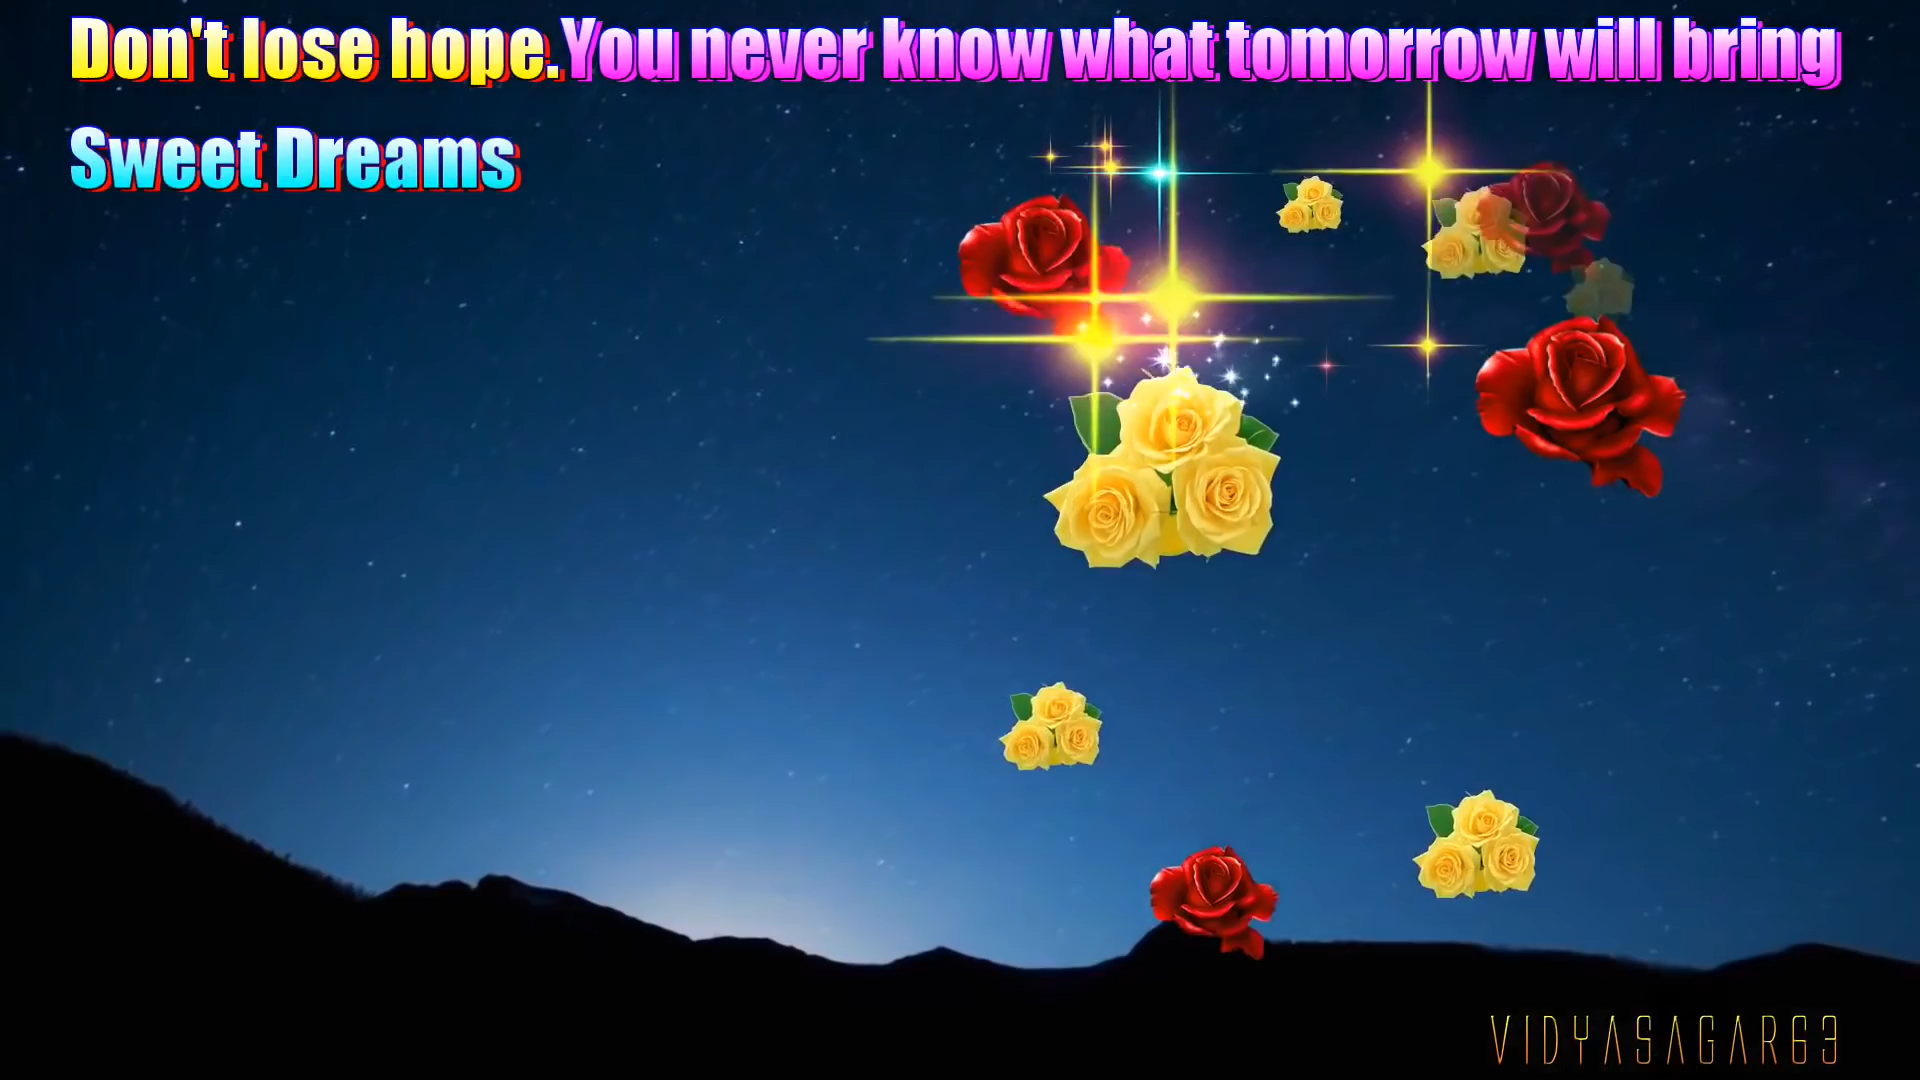 Don't lose hope.You never know what tomorrow will bring
Sweet Dreams
VIDYASAGAR63